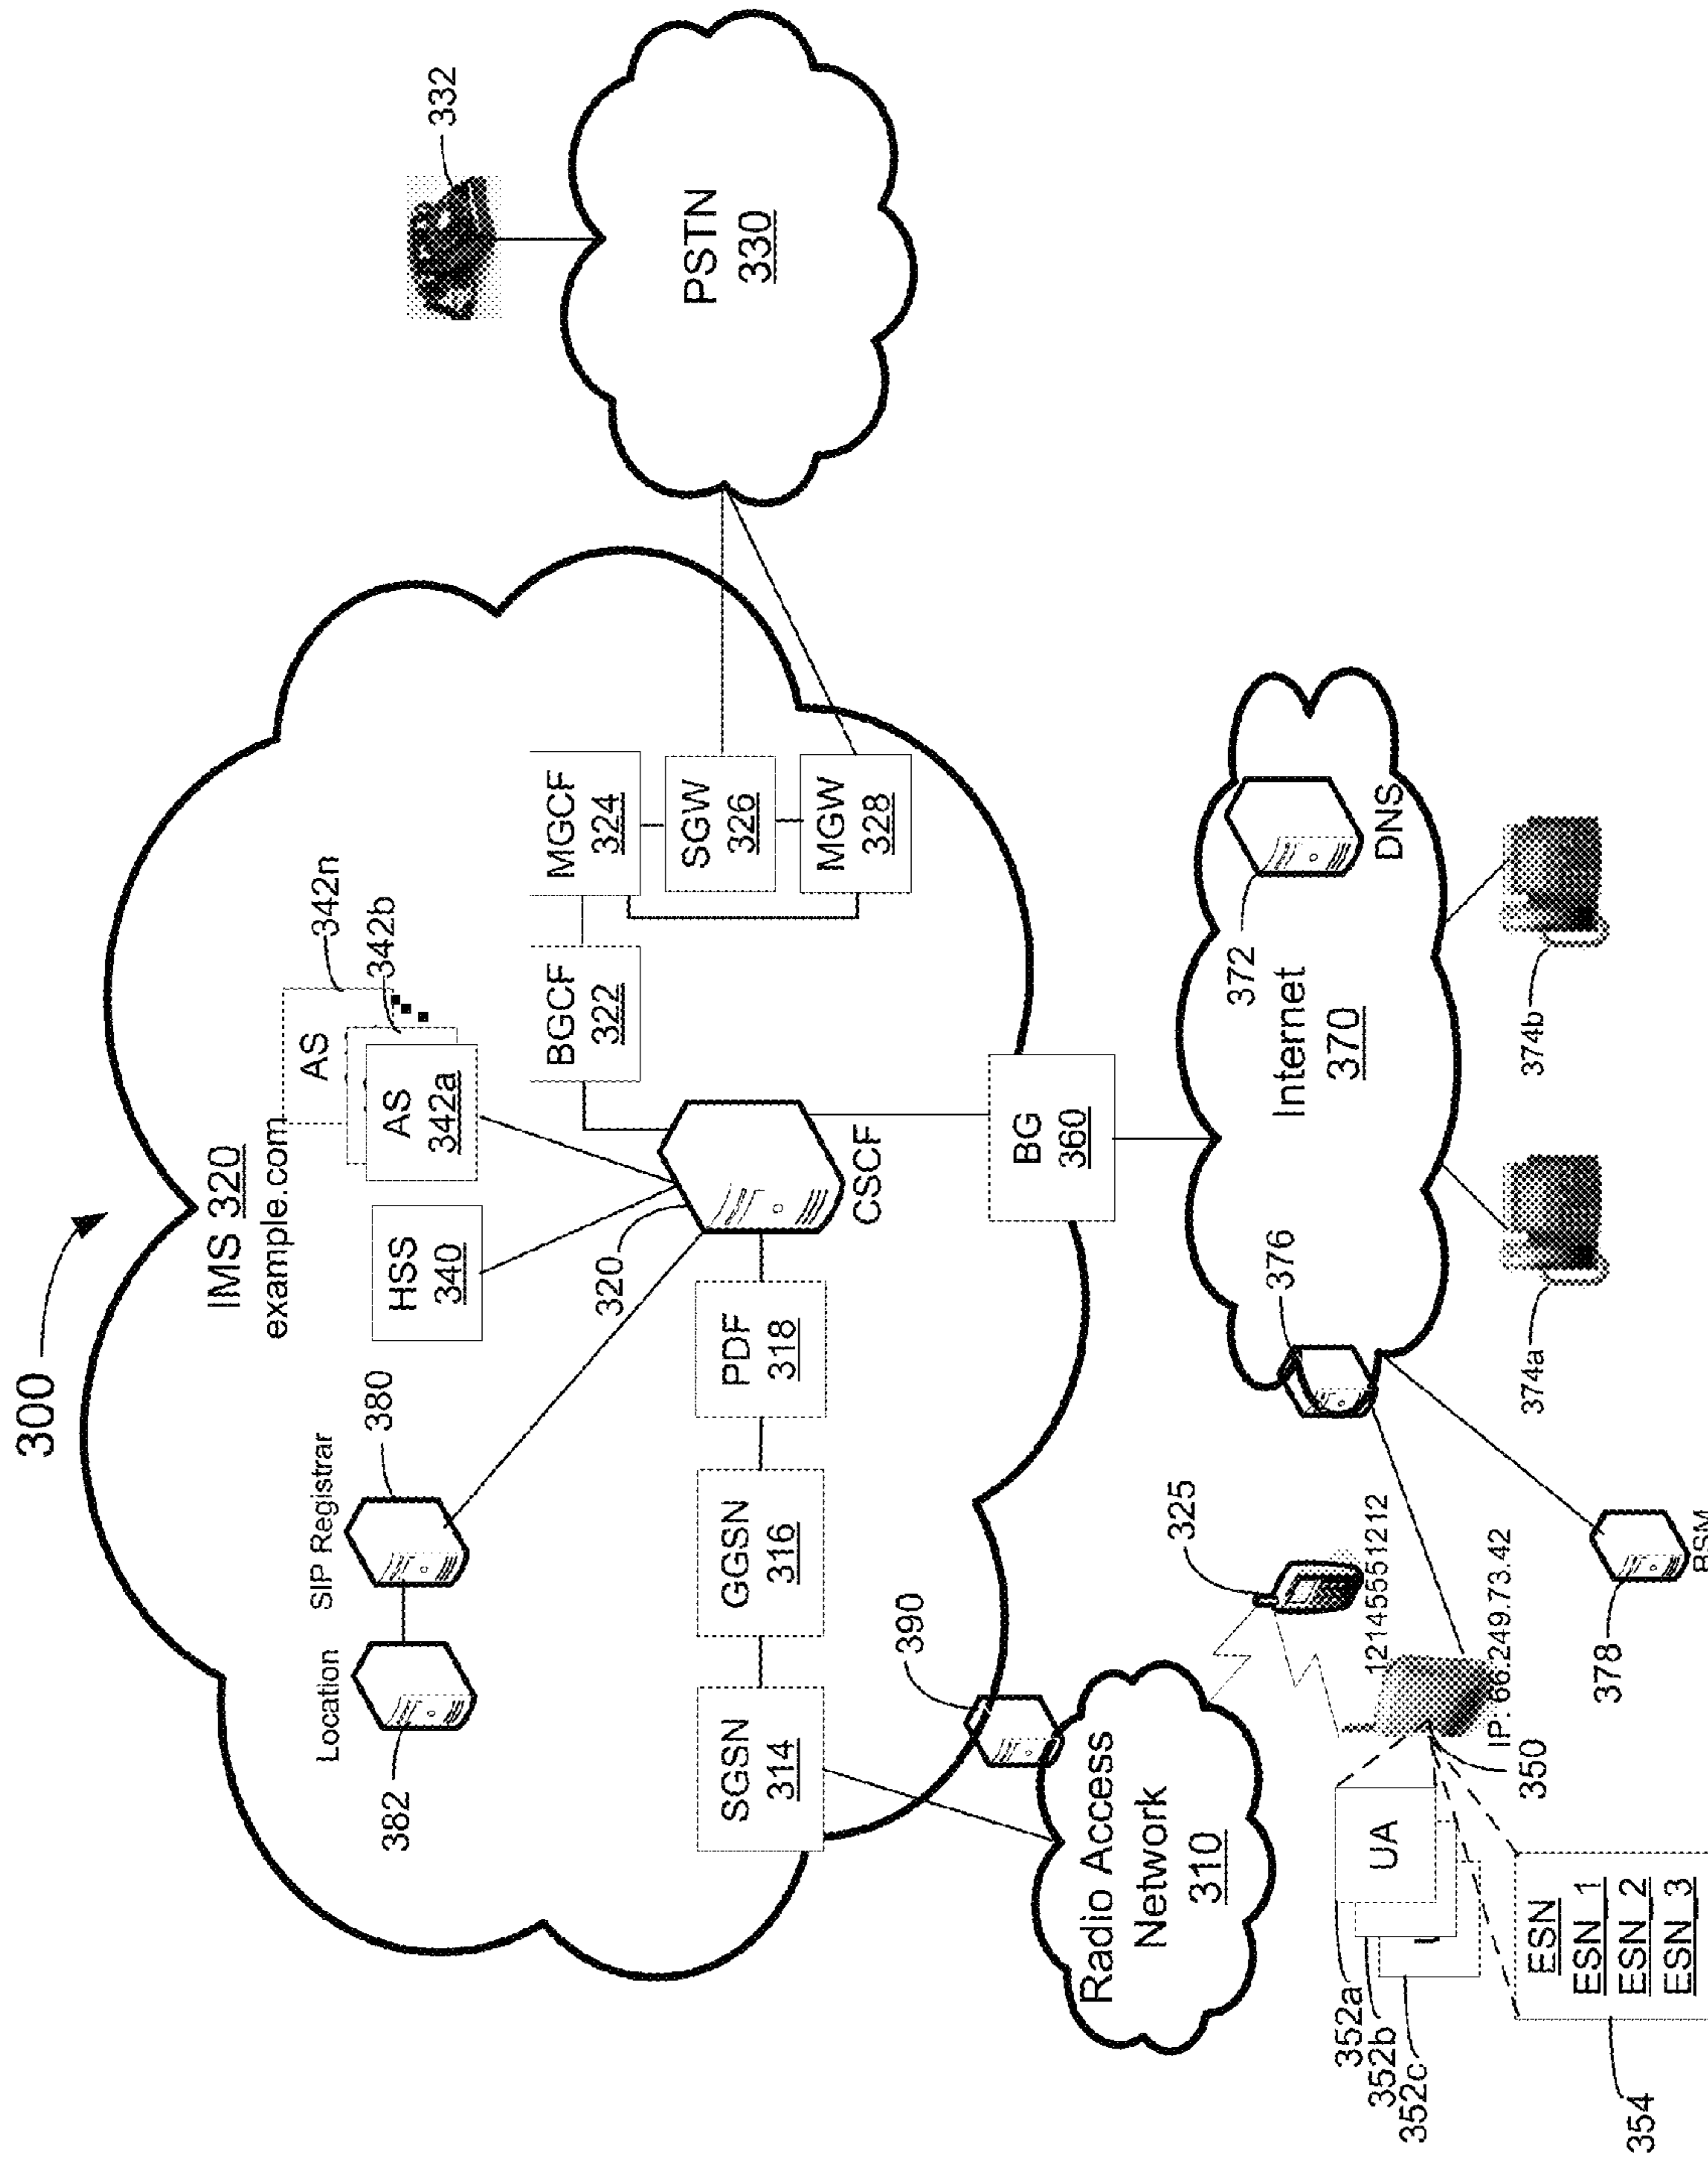 300
IMS 320
example.com
Location
382
SIP Registrar
380
HSS
340
AS
342a
AS
342b
342n
320
CSCF
SGSN
314
GGSN
316
PDF
318
BGCF
322
MGCF
324
SGW
326
MGW
328
332
PSTN
330
390
Radio Access
Network
310
BG
360
325
12145551212
IP: 66.249.73.42
350
UA
352a
352b
352c
ESN
ESN_1
ESN_2
ESN_3
354
376
Internet
370
372
DNS
374a
374b
378